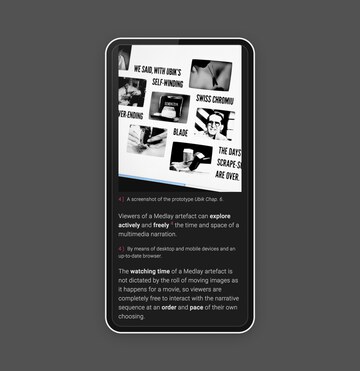 WE SAID, WITH UBIK'S
SELF-WINDING
SWISS CHROMIU
VER-ENDING
BLADE
THE DAYS
SCRAPE-S
ARE OVER.
4) A screenshot of the prototype Ubik Chap. 6.
Viewers of a Medlay artefact can explore
actively and freely 5 the time and space of a
multimedia narration.
5) By means of desktop and mobile devices and an
up-to-date browser.
The watching time of a Medlay artefact is
not dictated by the roll of moving images as
it happens for a movie, so viewers are
completely free to interact with the narrative
sequence at an order and pace of their own
choosing.